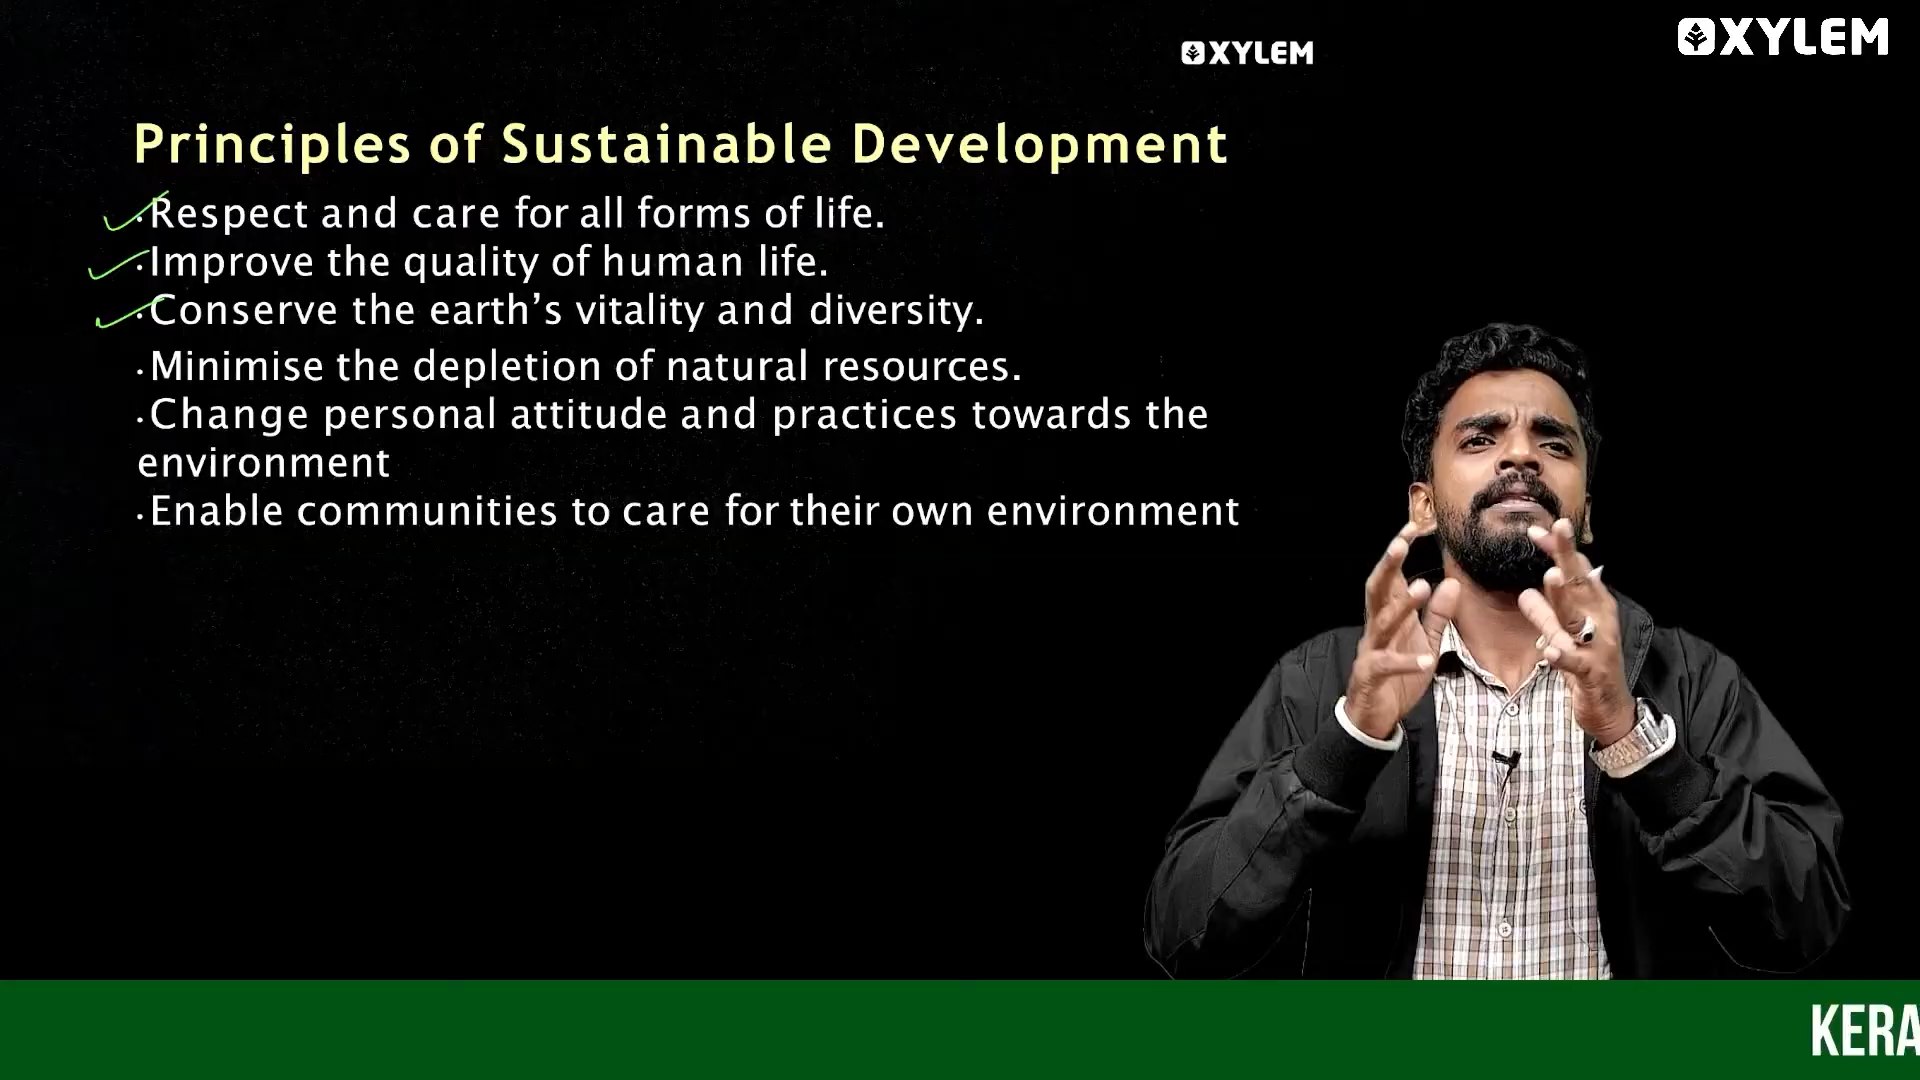 XYLEM
XYLEM
Principles of Sustainable Development
·Respect and care for all forms of life.
·Improve the quality of human life.
·Conserve the earth’s vitality and diversity.
·Minimise the depletion of natural resources.
·Change personal attitude and practices towards the
environment
·Enable communities to care for their own environment
KERA